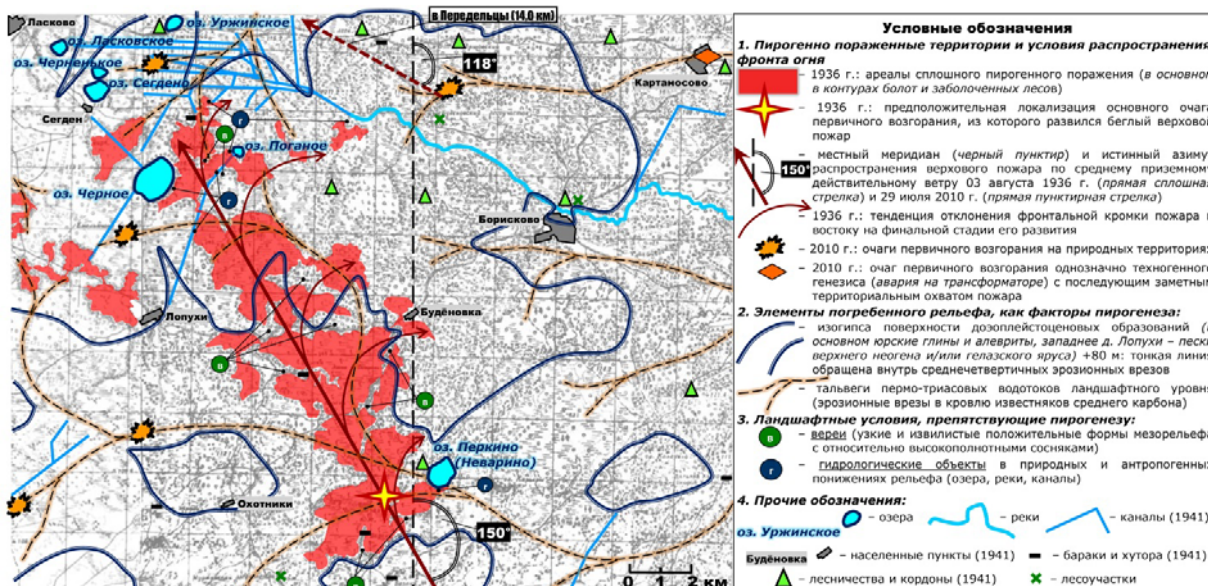 Ласково
оз. Уржинское
в Передельцы (14,0 км)
оз. Ласковское
оз. Черненькое
оз. Сегдено
118°
Картаносово
Сегден
оз. Поганое
в
г
оз. Черное
г
Борисково
Лопухи
Будёновка
в
в
оз. Перкино
(Неварино)
г
Охотники
150°
в
0 1 2 км
Условные обозначения
1. Пирогенно пораженные территории и условия распространения
фронта огня
– 1936 г.: ареалы сплошного пирогенного поражения (в основном
в контурах болот и заболоченных лесов)
– 1936 г.: предположительная локализация основного очага
первичного возгорания, из которого развился беглый верховой
пожар
150°
– местный меридиан (черный пунктир) и истинный азиму
распространения верхового пожара по среднему приземному
действительному ветру 03 августа 1936 г. (прямая сплошная
стрелка) и 29 июля 2010 г. (прямая пунктирная стрелка)
– 1936 г.: тенденция отклонения фронтальной кромки пожара
востоку на финальной стадии его развития
– 2010 г.: очаги первичного возгорания на природных территориях
– 2010 г.: очаг первичного возгорания однозначно техногенного
генезиса (авария на трансформаторе) с последующим заметным
территориальным охватом пожара
2. Элементы погребенного рельефа, как факторы пирогенеза:
– изогипса поверхности доэоплейстоценовых образований (
основном юрские глины и алевриты, западнее д. Лопухи – пески
верхнего неогена и/или гелазского яруса) +80 м: тонкая линия
обращена внутрь среднечетвертичных эрозионных врезов
– тальвеги пермо-триасовых водотоков ландшафтного уровня
(эрозионные врезы в кровлю известняков среднего карбона)
3. Ландшафтные условия, препятствующие пирогенезу:
в – вереи (узкие и извилистые положительные формы мезорельефа
с относительно высокополнотными сосняками)
г – гидрологические объекты в природных и антропогенных
понижениях рельефа (озера, реки, каналы)
4. Прочие обозначения:
оз. Уржинское – озера – реки – каналы (1941)
Будёновка – населенные пункты (1941) – бараки и хутора (1941)
– лесничества и кордоны (1941) – лесоучастки